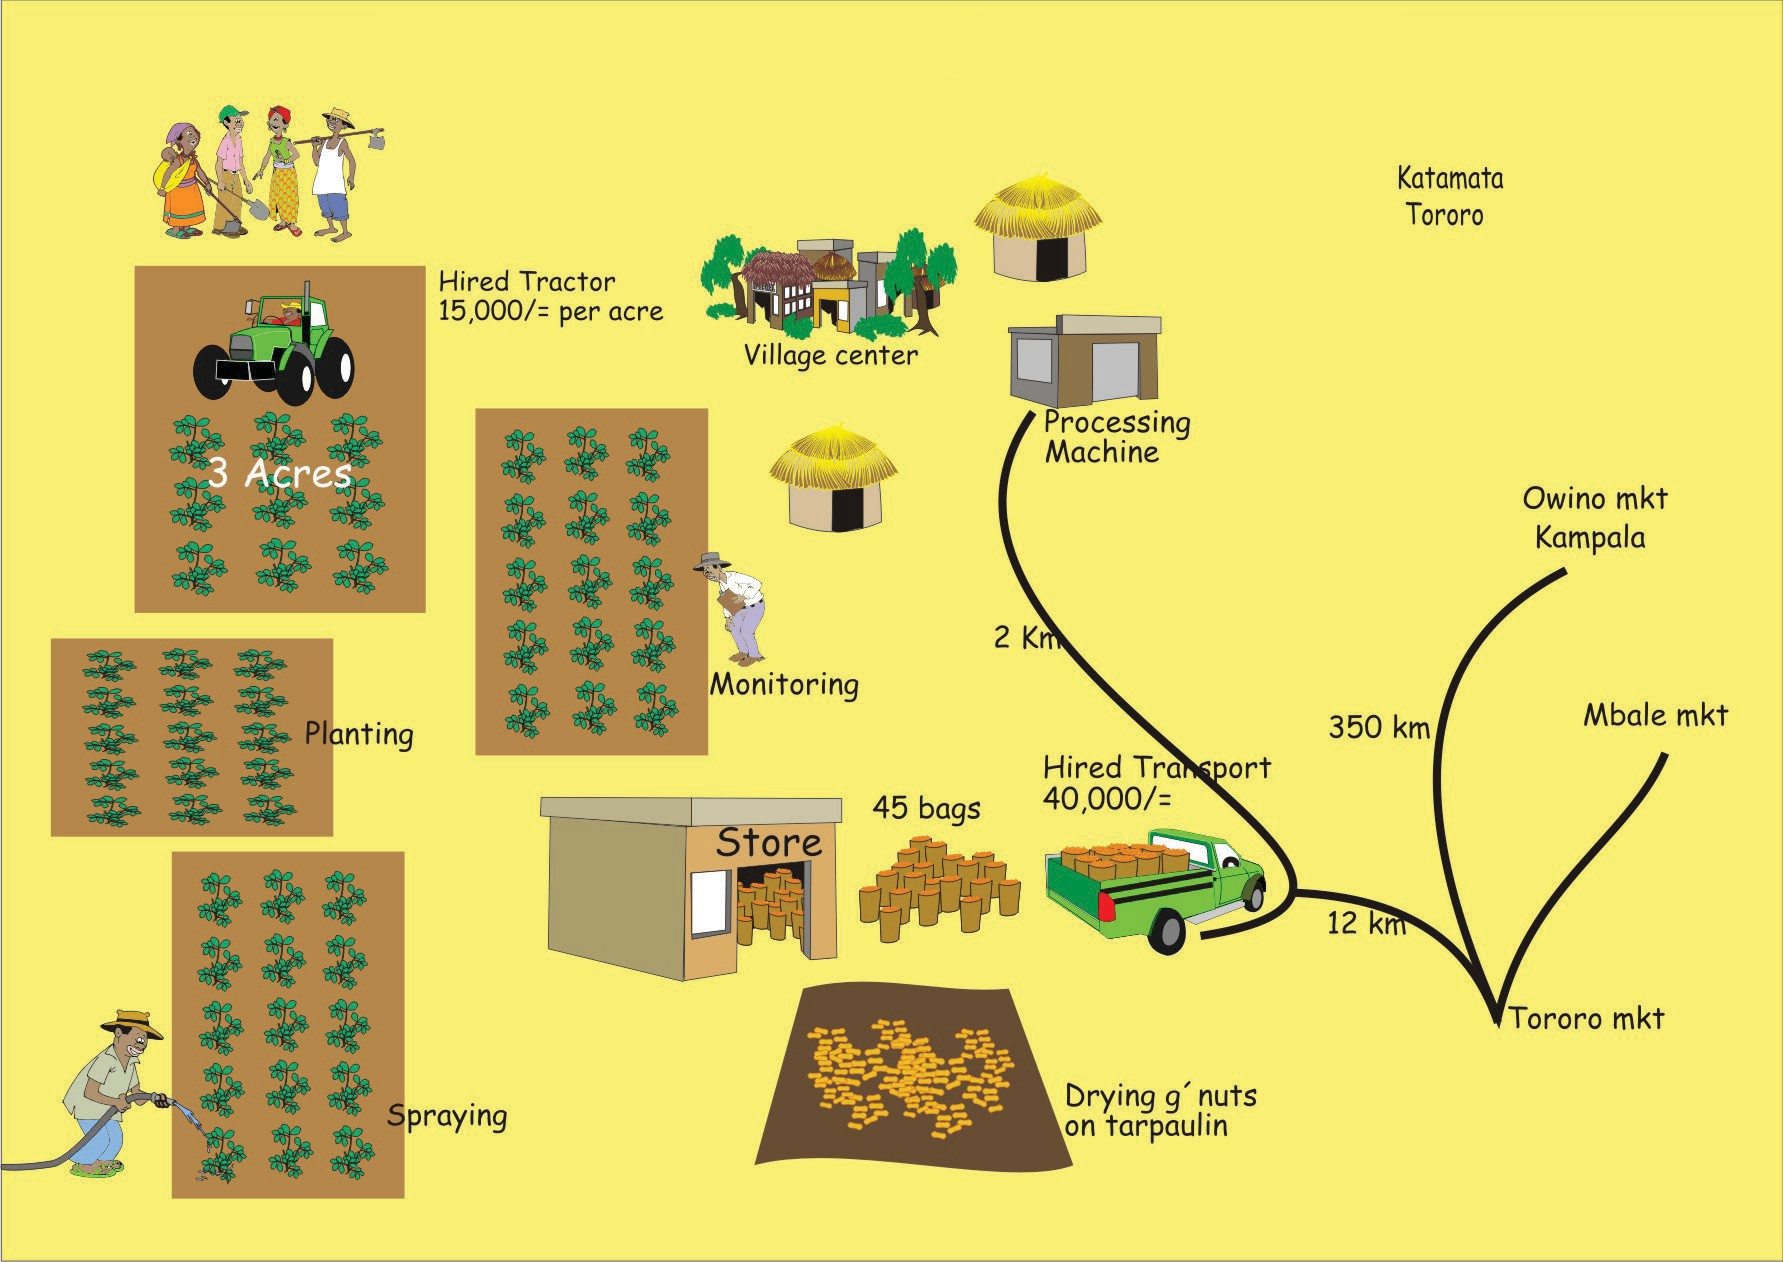 Katamata
Tororo
Hired Tractor
15,000/= per acre
Village center
3 Acres
Processing
Machine
Owino mkt
Kampala
2 Km
Monitoring
Planting
350 km
Mbale mkt
Hired Transport
40,000/=
45 bags
Store
12 km
Tororo mkt
Spraying
Drying g´nuts
on tarpaulin